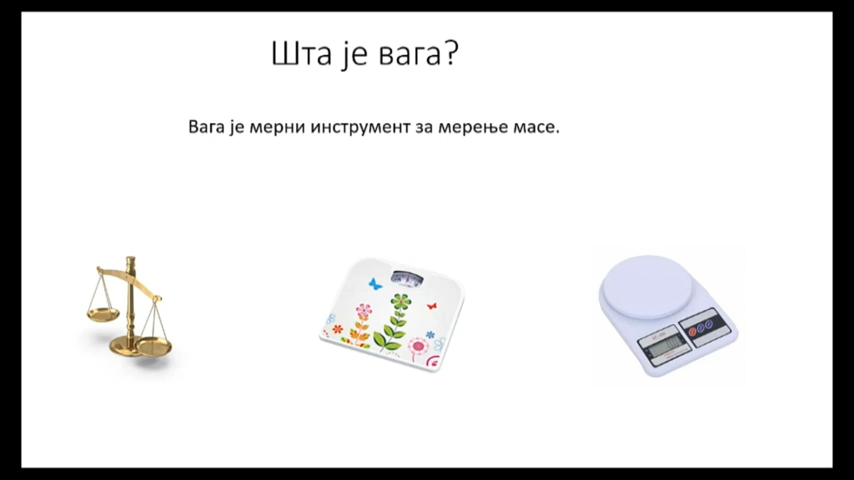 Шта је вага?
Вага је мерни инструмент за мерење масе.